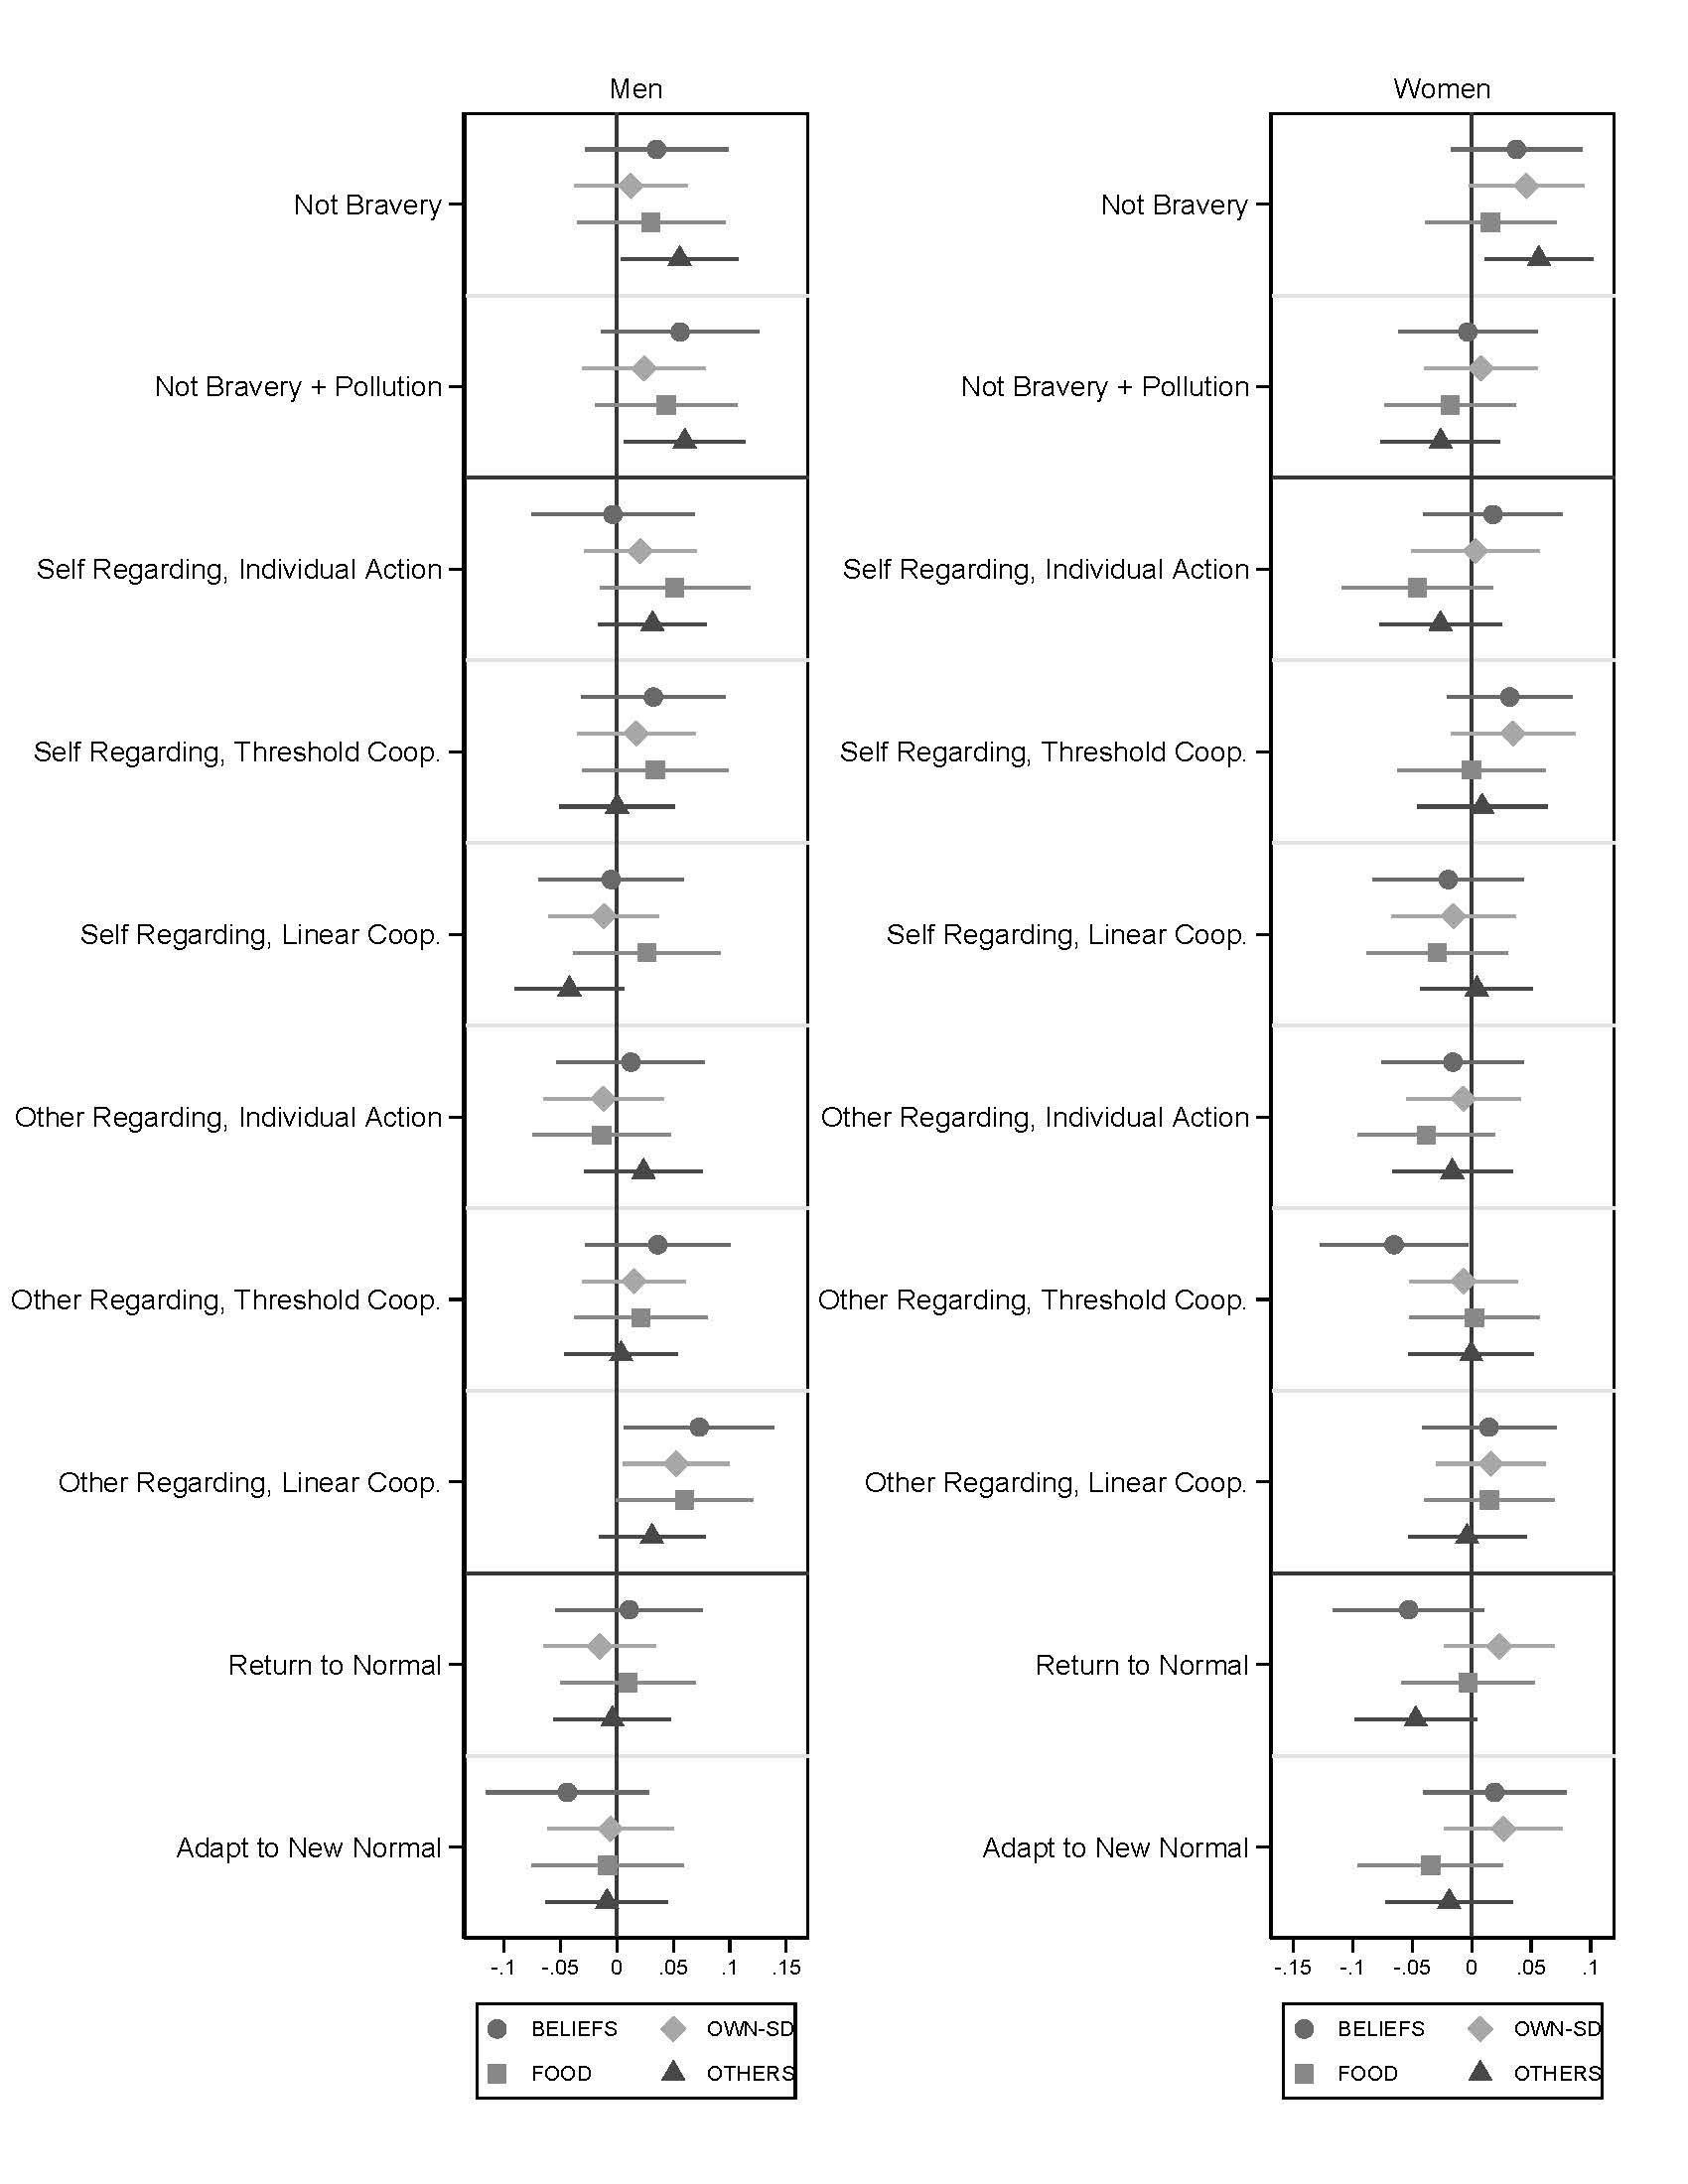 Men
Not Bravery
Not Bravery + Pollution
Self Regarding, Individual Action
Self Regarding, Threshold Coop.
Self Regarding, Linear Coop.
Other Regarding, Individual Action
Other Regarding, Threshold Coop.
Other Regarding, Linear Coop.
Return to Normal
Adapt to New Normal
-.1 -.05 0 .05 .1 .15
BELIEFS OWN-SD
FOOD OTHERS
Women
Not Bravery
Not Bravery + Pollution
Self Regarding, Individual Action
Self Regarding, Threshold Coop.
Self Regarding, Linear Coop.
Other Regarding, Individual Action
Other Regarding, Threshold Coop.
Other Regarding, Linear Coop.
Return to Normal
Adapt to New Normal
-.15 -.1 -.05 0 .05 .1
BELIEFS OWN-SD
FOOD OTHERS